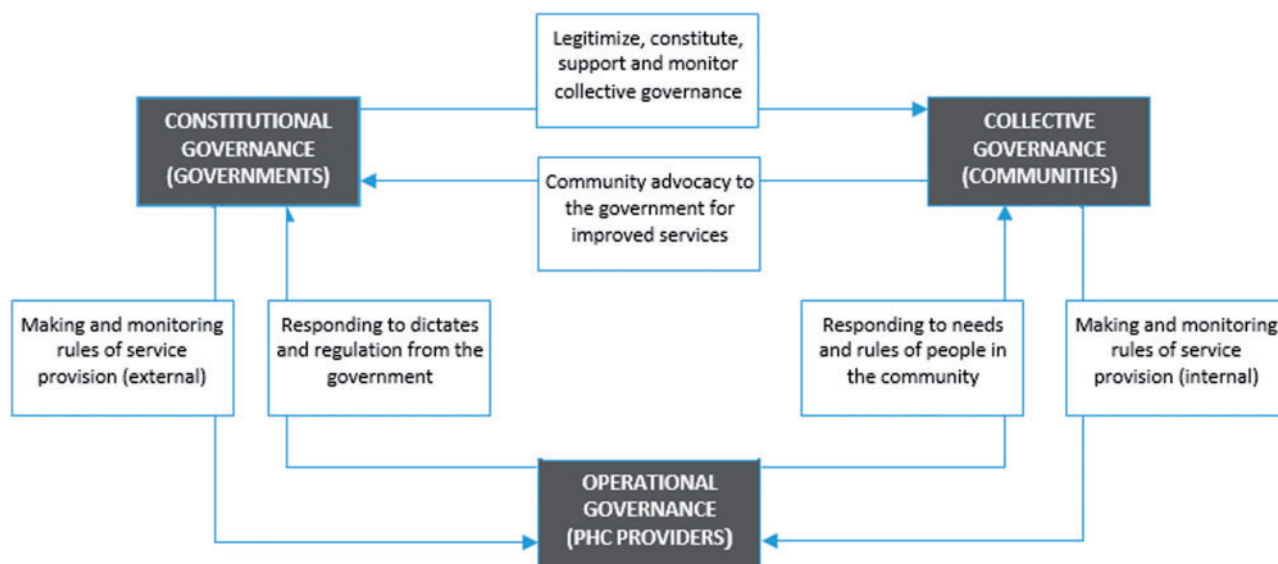 Legitimize, constitute,
support and monitor
collective governance
CONSTITUTIONAL
GOVERNANCE
(GOVERNMENTS)
COLLECTIVE
GOVERNANCE
(COMMUNITIES)
Community advocacy to
the government for
improved services
Making and monitoring
rules of service
provision (external)
Responding to dictates
and regulation from the
government
Responding to needs
and rules of people in
the community
Making and monitoring
rules of service
provision (internal)
OPERATIONAL
GOVERNANCE
(PHC PROVIDERS)